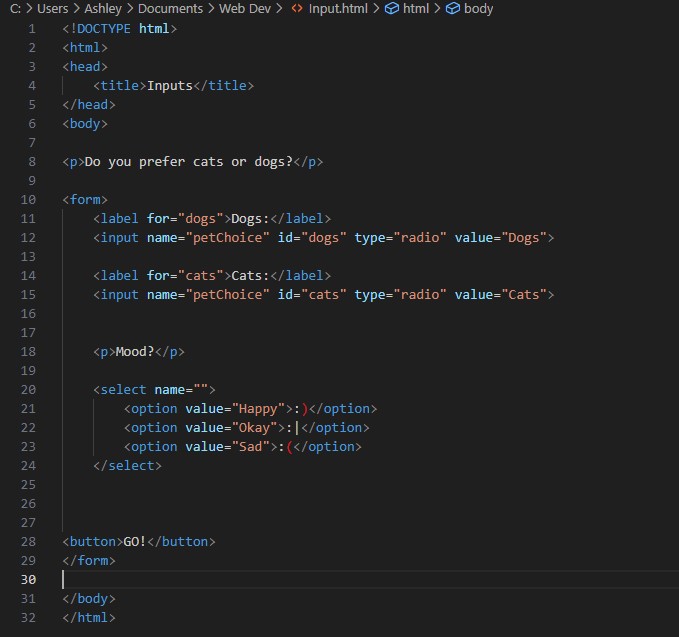 C: > Users > Ashley > Documents > Web Dev > <> Input.html > html > body
1 <!DOCTYPE html>
2 <html>
3 <head>
4     <title>Inputs</title>
5 </head>
6 <body>
7
8 <p>Do you prefer cats or dogs?</p>
9
10 <form>
11     <label for="dogs">Dogs:</label>
12     <input name="petChoice" id="dogs" type="radio" value="Dogs">
13
14     <label for="cats">Cats:</label>
15     <input name="petChoice" id="cats" type="radio" value="Cats">
16
17
18     <p>Mood?</p>
19
20     <select name="">
21         <option value="Happy">:)</option>
22         <option value="Okay">:|</option>
23         <option value="Sad">:(</option>
24     </select>
25
26
27
28 <button>GO!</button>
29 </form>
30
31 </body>
32 </html>